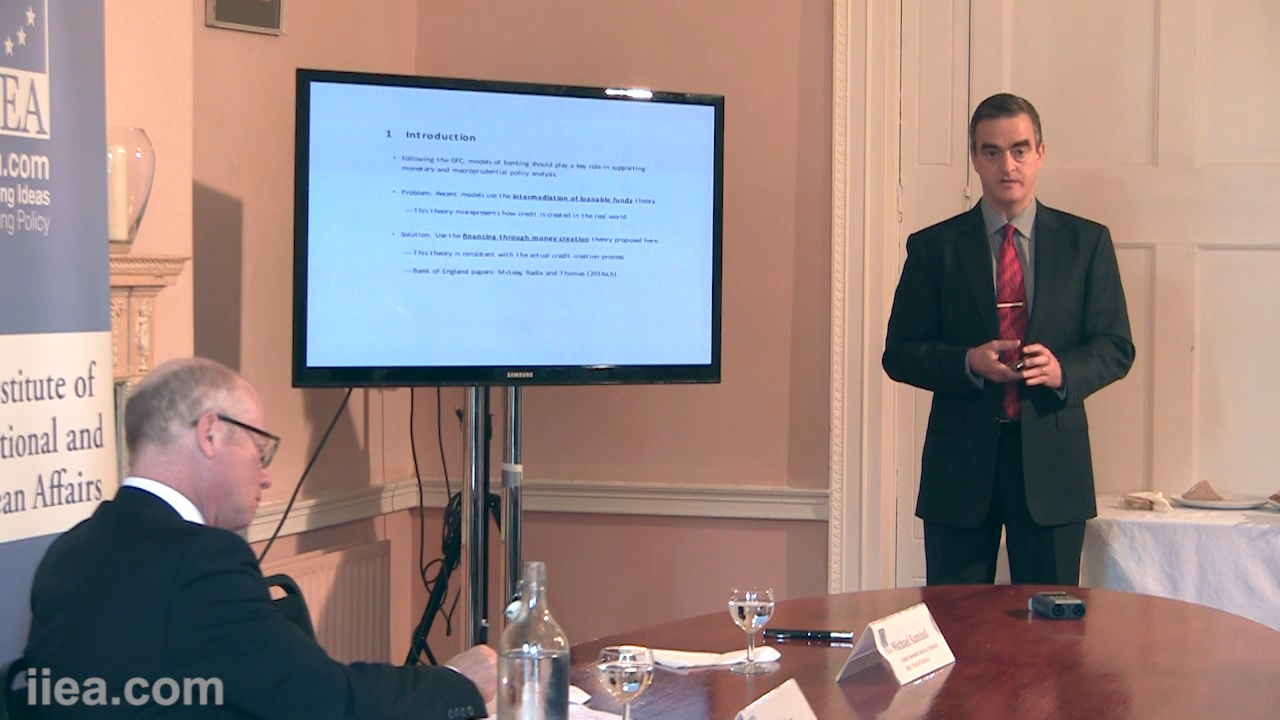 EA
a.com
ng Ideas
ng Policy
stitute of
tional and
ean Affairs
1 Introduction
• Following the GFC, models of banking should play a key role in supporting
monetary and macroprudential policy analysis.
• Problem: Recent models use the intermediation of loanable funds theory.
—This theory misrepresents how credit is created in the real world.
• Solution: Use the financing through money creation theory proposed here.
—This theory is consistent with the actual credit creation process.
—Bank of England papers: McLeay, Radia and Thomas (2014a,b).
SAMSUNG
Michael Kumhof
iiea.com